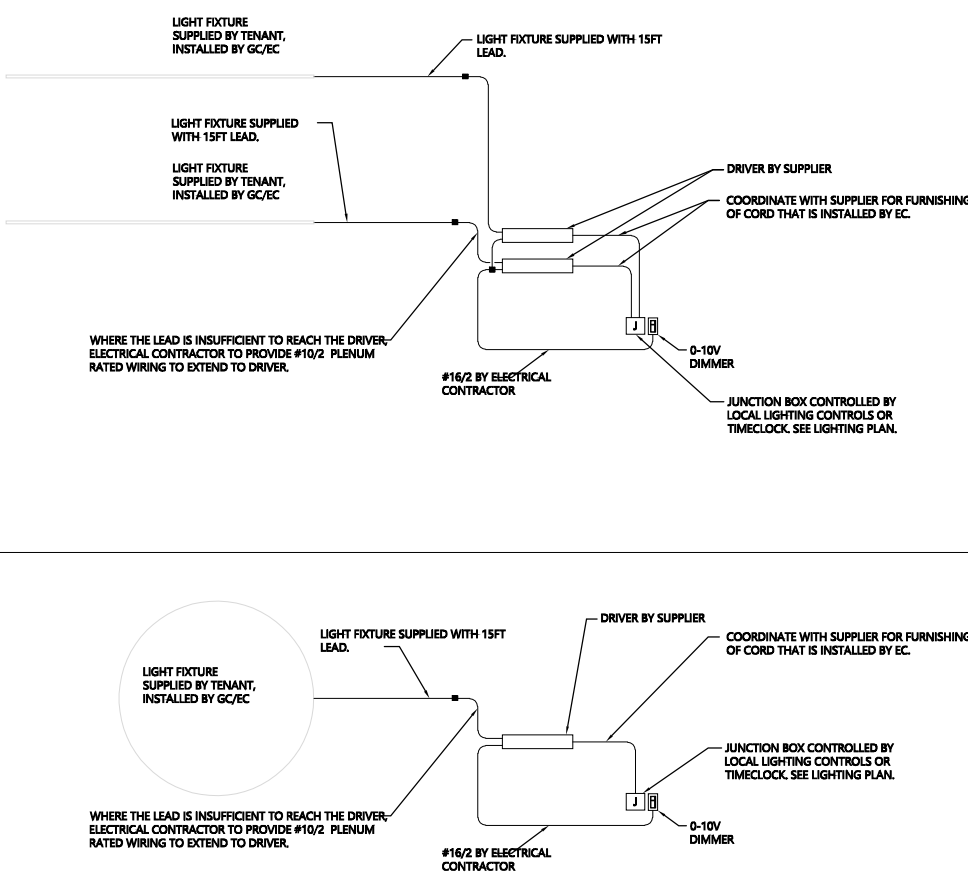 LIGHT FIXTURE
SUPPLIED BY TENANT,
INSTALLED BY GC/EC
LIGHT FIXTURE SUPPLIED WITH 15FT
LEAD.
LIGHT FIXTURE SUPPLIED
WITH 15FT LEAD.
LIGHT FIXTURE
SUPPLIED BY TENANT,
INSTALLED BY GC/EC
DRIVER BY SUPPLIER
COORDINATE WITH SUPPLIER FOR FURNISHING
OF CORD THAT IS INSTALLED BY EC.
J
WHERE THE LEAD IS INSUFFICIENT TO REACH THE DRIVER,
ELECTRICAL CONTRACTOR TO PROVIDE #10/2 PLENUM
RATED WIRING TO EXTEND TO DRIVER.
0-10V
DIMMER
#16/2 BY ELECTRICAL
CONTRACTOR
JUNCTION BOX CONTROLLED BY
LOCAL LIGHTING CONTROLS OR
TIMECLOCK. SEE LIGHTING PLAN.
DRIVER BY SUPPLIER
LIGHT FIXTURE SUPPLIED WITH 15FT
LEAD.
COORDINATE WITH SUPPLIER FOR FURNISHING
OF CORD THAT IS INSTALLED BY EC.
LIGHT FIXTURE
SUPPLIED BY TENANT,
INSTALLED BY GC/EC
JUNCTION BOX CONTROLLED BY
LOCAL LIGHTING CONTROLS OR
TIMECLOCK. SEE LIGHTING PLAN.
J
WHERE THE LEAD IS INSUFFICIENT TO REACH THE DRIVER,
ELECTRICAL CONTRACTOR TO PROVIDE #10/2 PLENUM
RATED WIRING TO EXTEND TO DRIVER.
0-10V
DIMMER
#16/2 BY ELECTRICAL
CONTRACTOR